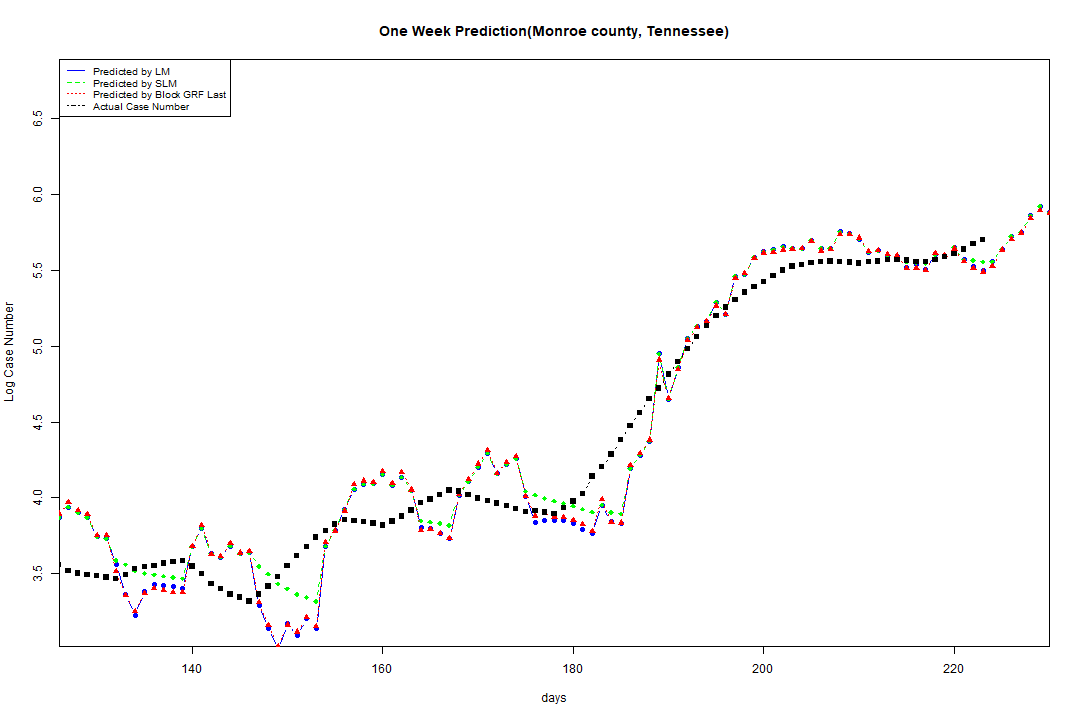 One Week Prediction(Monroe county, Tennessee)
Predicted by LM
Predicted by SLM
Predicted by Block GRF Last
Actual Case Number
Log Case Number
6.5
6.0
5.5
5.0
4.5
4.0
3.5
140 160 180 200 220
days